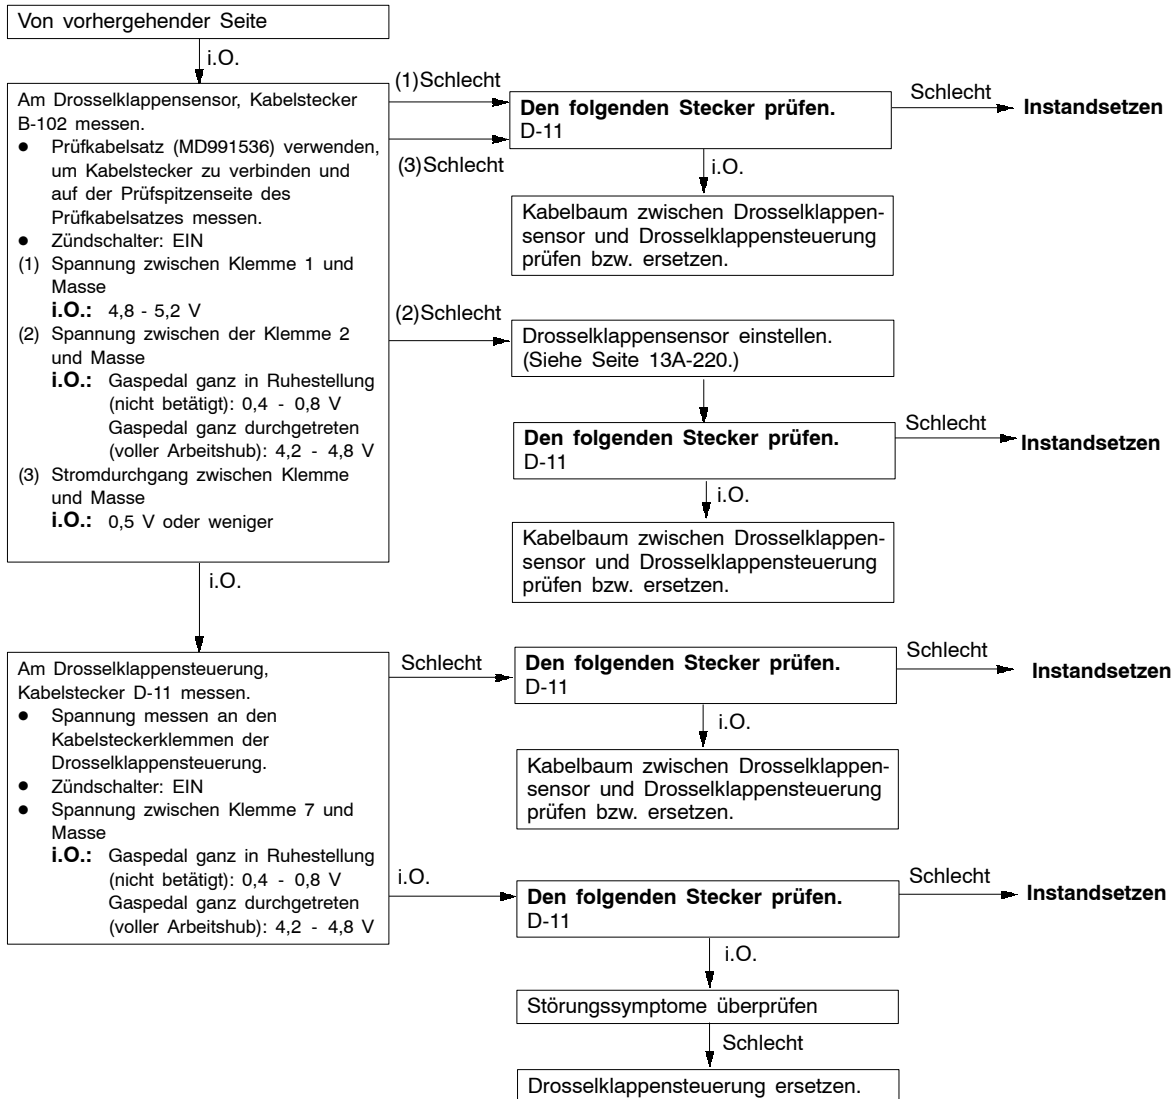 Von vorhergehender Seite
i.O.
Am Drosselklappensensor, Kabelstecker
B-102 messen.
● Prüfkabelsatz (MD991536) verwenden,
um Kabelstecker zu verbinden und
auf der Prüfspitzenseite des
Prüfkabelsatzes messen.
● Zündschalter: EIN
(1) Spannung zwischen Klemme 1 und
Masse
i.O.: 4,8 - 5,2 V
(2) Spannung zwischen der Klemme 2
und Masse
i.O.: Gaspedal ganz in Ruhestellung
(nicht betätigt): 0,4 - 0,8 V
Gaspedal ganz durchgetreten
(voller Arbeitshub): 4,2 - 4,8 V
(3) Stromdurchgang zwischen Klemme
und Masse
i.O.: 0,5 V oder weniger
(1)Schlecht
(3)Schlecht
Den folgenden Stecker prüfen.
D-11
Schlecht
Instandsetzen
i.O.
Kabelbaum zwischen Drosselklappen-
sensor und Drosselklappensteuerung
prüfen bzw. ersetzen.
(2)Schlecht
Drosselklappensensor einstellen.
(Siehe Seite 13A-220.)
Den folgenden Stecker prüfen.
D-11
Schlecht
Instandsetzen
i.O.
Kabelbaum zwischen Drosselklappen-
sensor und Drosselklappensteuerung
prüfen bzw. ersetzen.
i.O.
Am Drosselklappensteuerung,
Kabelstecker D-11 messen.
● Spannung messen an den
Kabelsteckerklemmen der
Drosselklappensteuerung.
● Zündschalter: EIN
● Spannung zwischen Klemme 7 und
Masse
i.O.: Gaspedal ganz in Ruhestellung
(nicht betätigt): 0,4 - 0,8 V
Gaspedal ganz durchgetreten
(voller Arbeitshub): 4,2 - 4,8 V
Schlecht
Den folgenden Stecker prüfen.
D-11
Schlecht
Instandsetzen
i.O.
Kabelbaum zwischen Drosselklappen-
sensor und Drosselklappensteuerung
prüfen bzw. ersetzen.
i.O.
Den folgenden Stecker prüfen.
D-11
Schlecht
Instandsetzen
i.O.
Störungssymptome überprüfen
Schlecht
Drosselklappensteuerung ersetzen.